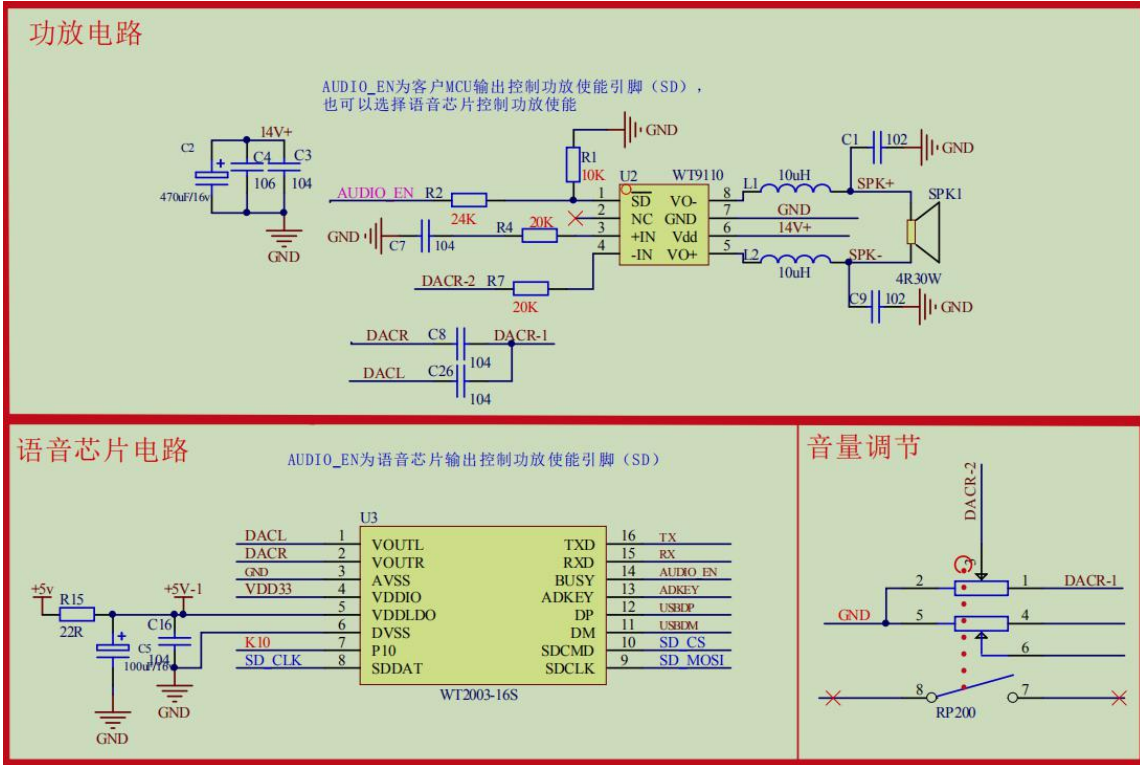 功放电路
AUDIO_EN为客户MCU输出控制功放使能引脚（SD），
也可以选择语音芯片控制功放使能
14V+
C2
C4
C3
106
104
470uF/16v
GND
GND
R1
10K
AUDIO_EN
R2
24K
GND
C7
104
R4
20K
DACR-2
R7
20K
U2
WT9110
1
SD
VO-
8
2
NC
GND
7
3
+IN
Vdd
6
4
-IN
VO+
5
L1
10uH
C1
102
GND
SPK+
SPK1
GND
14V+
L2
10uH
SPK-
4R30W
C9
102
GND
DACR
C8
104
DACR-1
DACL
C26
104
语音芯片电路
AUDIO_EN为语音芯片输出控制功放使能引脚（SD）
U3
DACL
1
VOUTL
TXD
16
TX
DACR
2
VOUTR
RXD
15
RX
GND
3
AVSS
BUSY
14
AUDIO EN
VDD33
4
VDDIO
ADKEY
13
ADKEY
5
VDDLDO
DP
12
USBDP
6
DVSS
DM
11
USBDM
K10
7
P10
SDCMD
10
SD_CS
SD_CLK
8
SDDAT
SDCLK
9
SD_MOSI
WT2003-16S
+5v
R15
22R
+5V-1
C16
104
C5
100uF/16v
GND
GND
音量调节
DACR-2
3
2
1
DACR-1
GND
5
4
6
8
7
RP200